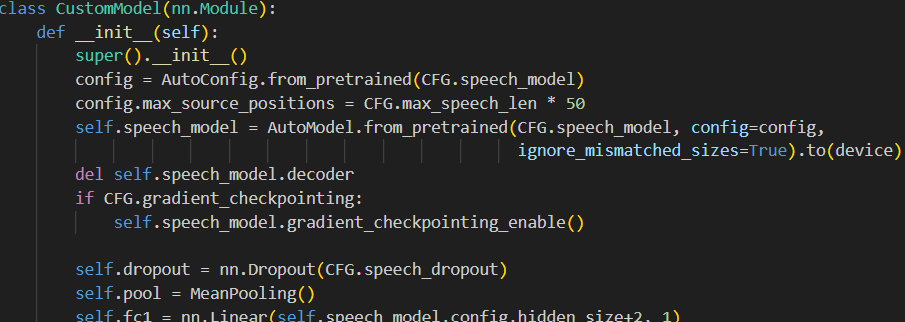 class CustomModel(nn.Module):
def __init__(self):
super().__init__()
config = AutoConfig.from_pretrained(CFG.speech_model)
config.max_source_positions = CFG.max_speech_len * 50
self.speech_model = AutoModel.from_pretrained(CFG.speech_model, config=config,
ignore_mismatched_sizes=True).to(device)
del self.speech_model.decoder
if CFG.gradient_checkpointing:
self.speech_model.gradient_checkpointing_enable()
self.dropout = nn.Dropout(CFG.speech_dropout)
self.pool = MeanPooling()
self.fc1 = nn.Linear(self.speech_model.config.hidden_size+2, 1)